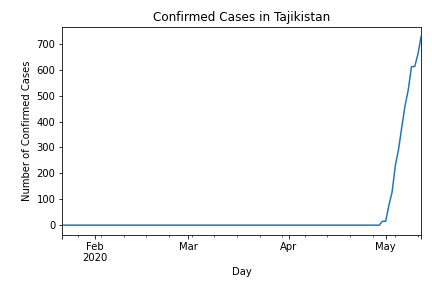 Confirmed Cases in Tajikistan
Number of Confirmed Cases
700
600
500
400
300
200
100
0
Feb Mar Apr May
2020
Day